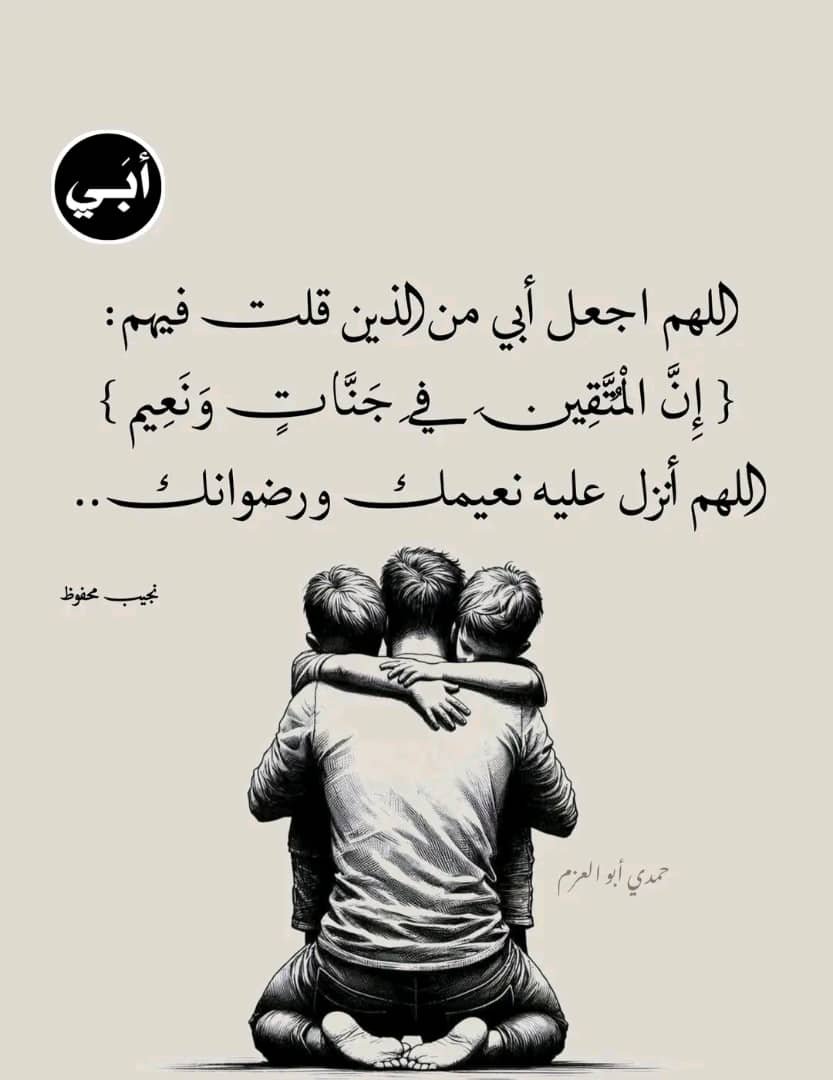 أبَي
اللهم اجعل أبي من الذين قلت فيهم:
{ إِنَّ الْمُتَّقِينَ فِي جَنَّاتٍ وَنَعِيم }
اللهم أنزل عليه نعيمك ورضوانك..
نجيب محفوظ
حمدي أبو العزم